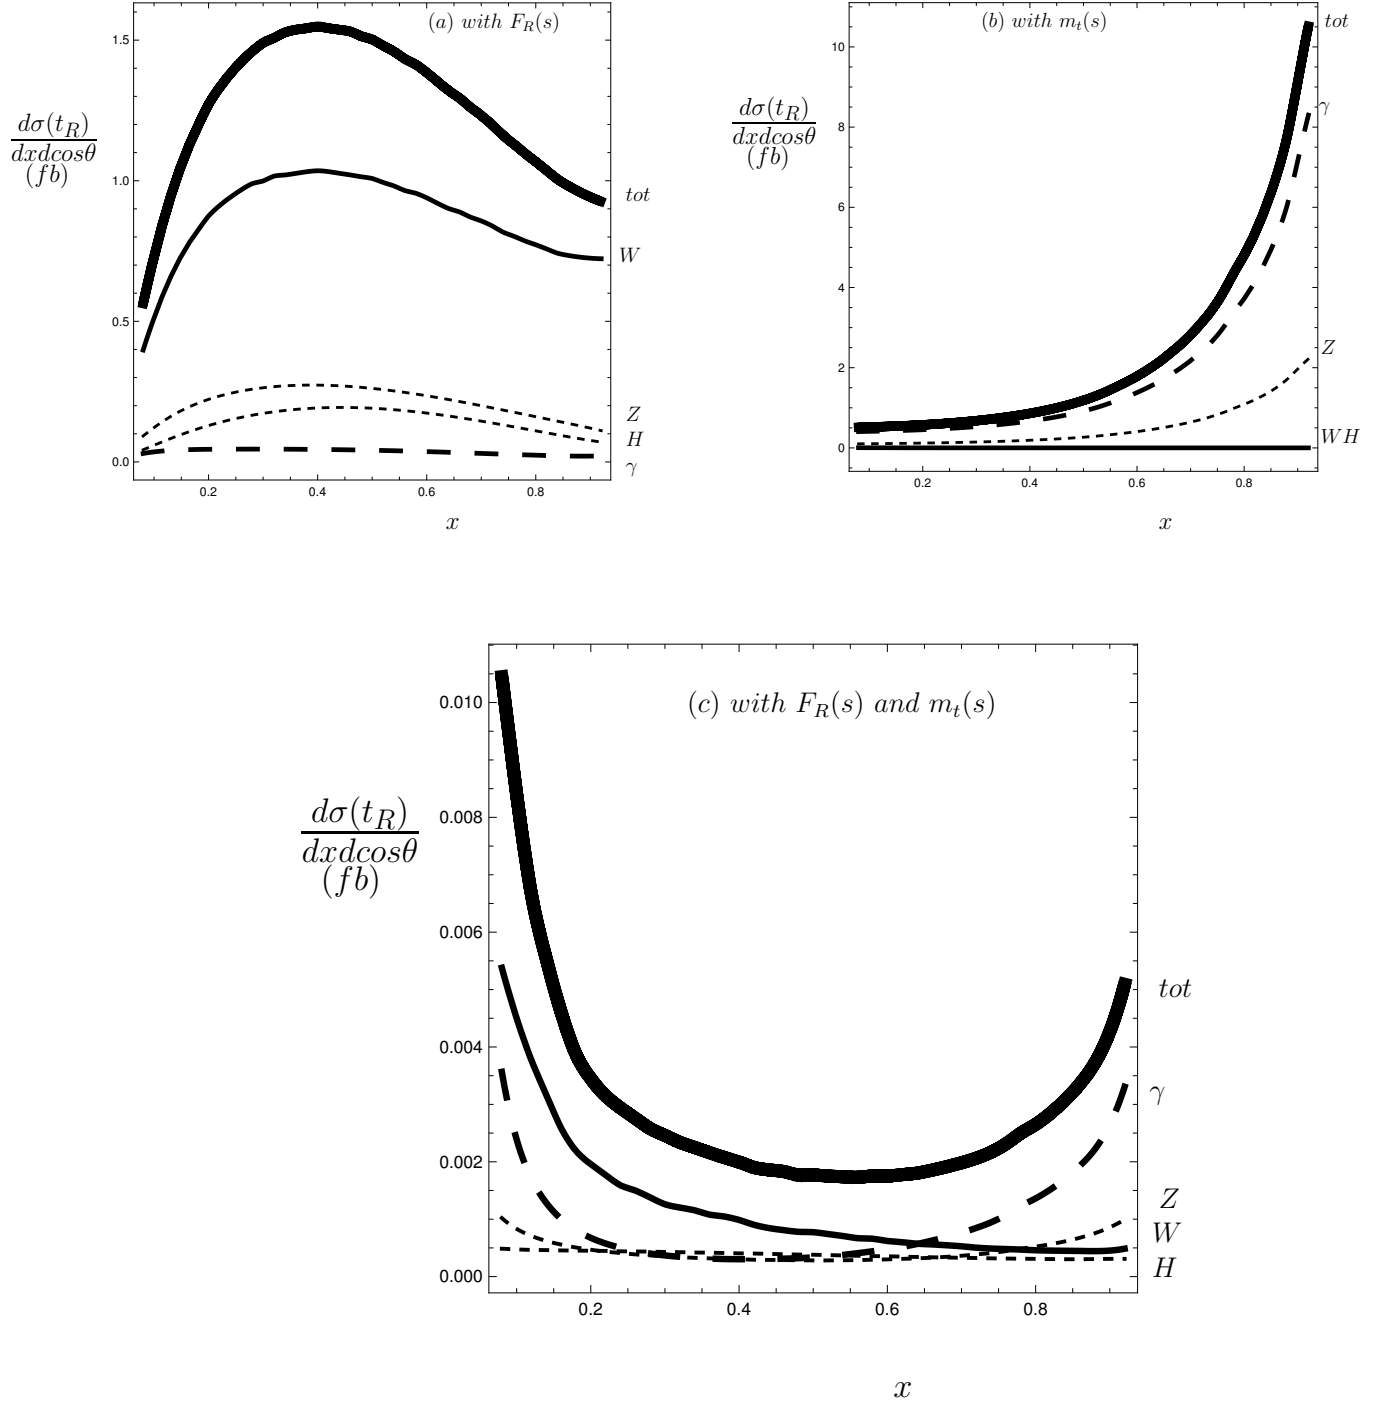 (a) with F_R(s)
dσ(t_R)
dxdcosθ
(fb)
1.5
1.0
0.5
0.0
0.2 0.4 0.6 0.8
x
tot
W
Z
H
γ
(b) with m_t(s)
dσ(t_R)
dxdcosθ
(fb)
10
8
6
4
2
0
0.2 0.4 0.6 0.8
x
tot
γ
Z
WH
(c) with F_R(s) and m_t(s)
dσ(t_R)
dxdcosθ
(fb)
0.010
0.008
0.006
0.004
0.002
0.000
0.2 0.4 0.6 0.8
x
tot
γ
Z
W
H